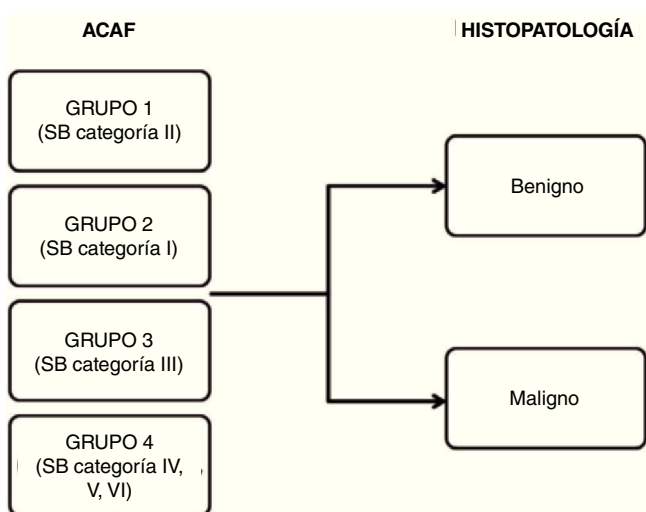 ACAF
HISTOPATOLOGÍA
GRUPO 1
(SB categoría II)
GRUPO 2
(SB categoría I)
GRUPO 3
(SB categoría III)
GRUPO 4
(SB categoría IV,
V, VI)
Benigno
Maligno